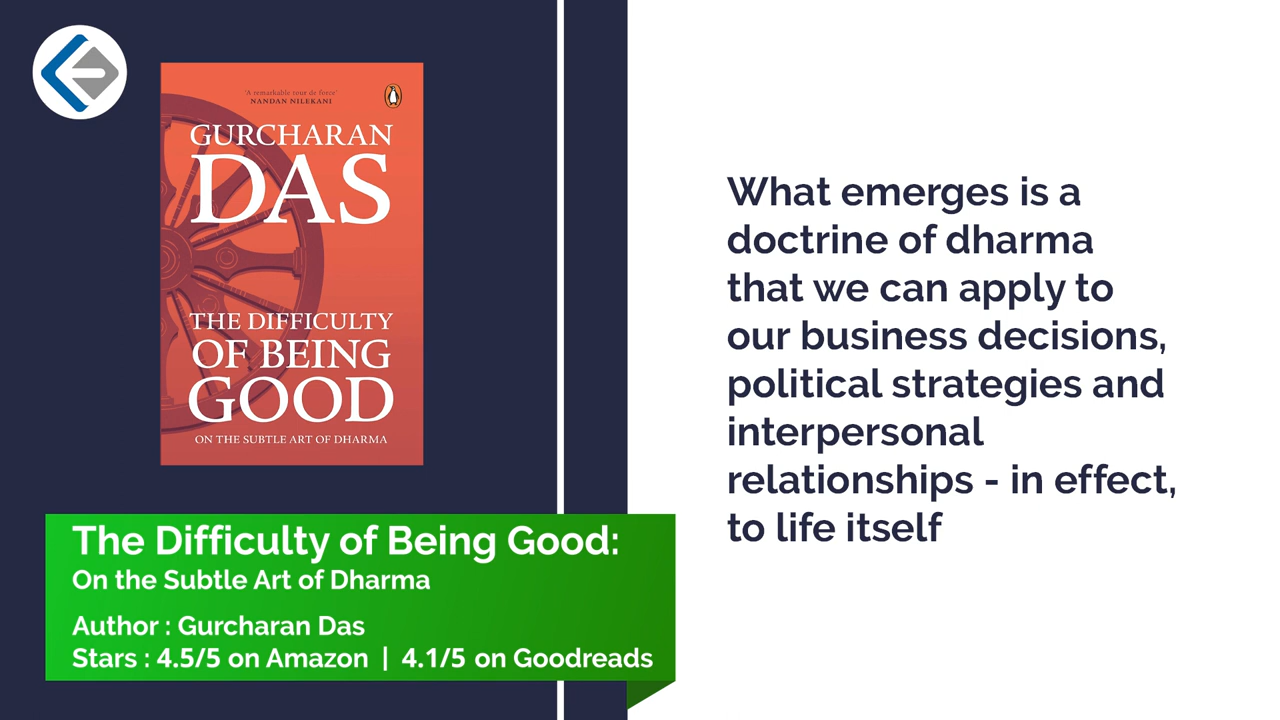 'A remarkable tour de force'
NANDAN NILEKANI
GURCHARAN
DAS
THE DIFFICULTY
OF BEING
GOOD
ON THE SUBTLE ART OF DHARMA
The Difficulty of Being Good:
On the Subtle Art of Dharma
Author : Gurcharan Das
Stars : 4.5/5 on Amazon | 4.1/5 on Goodreads
What emerges is a
doctrine of dharma
that we can apply to
our business decisions,
political strategies and
interpersonal
relationships - in effect,
to life itself